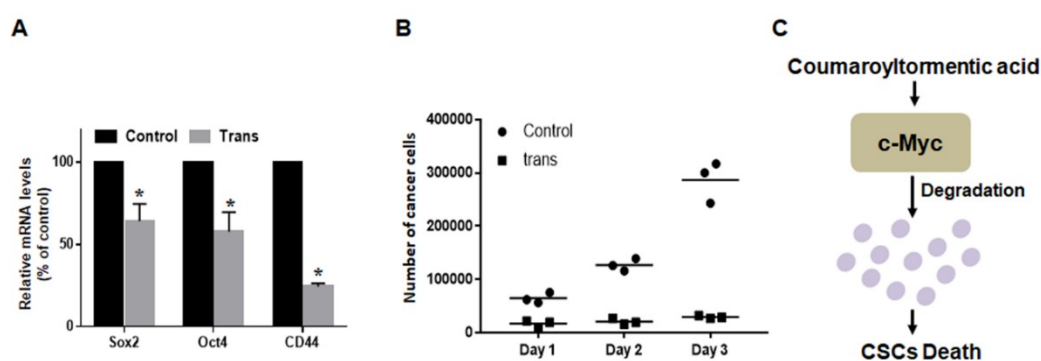 A
Relative mRNA levels
(% of control)
Control
Trans
100
50
0
*
*
*
Sox2
Oct4
CD44
B
Number of cancer cells
400000
300000
200000
100000
0
Control
trans
Day 1
Day 2
Day 3
C
Coumaroyltormentic acid
c-Myc
Degradation
CSCs Death